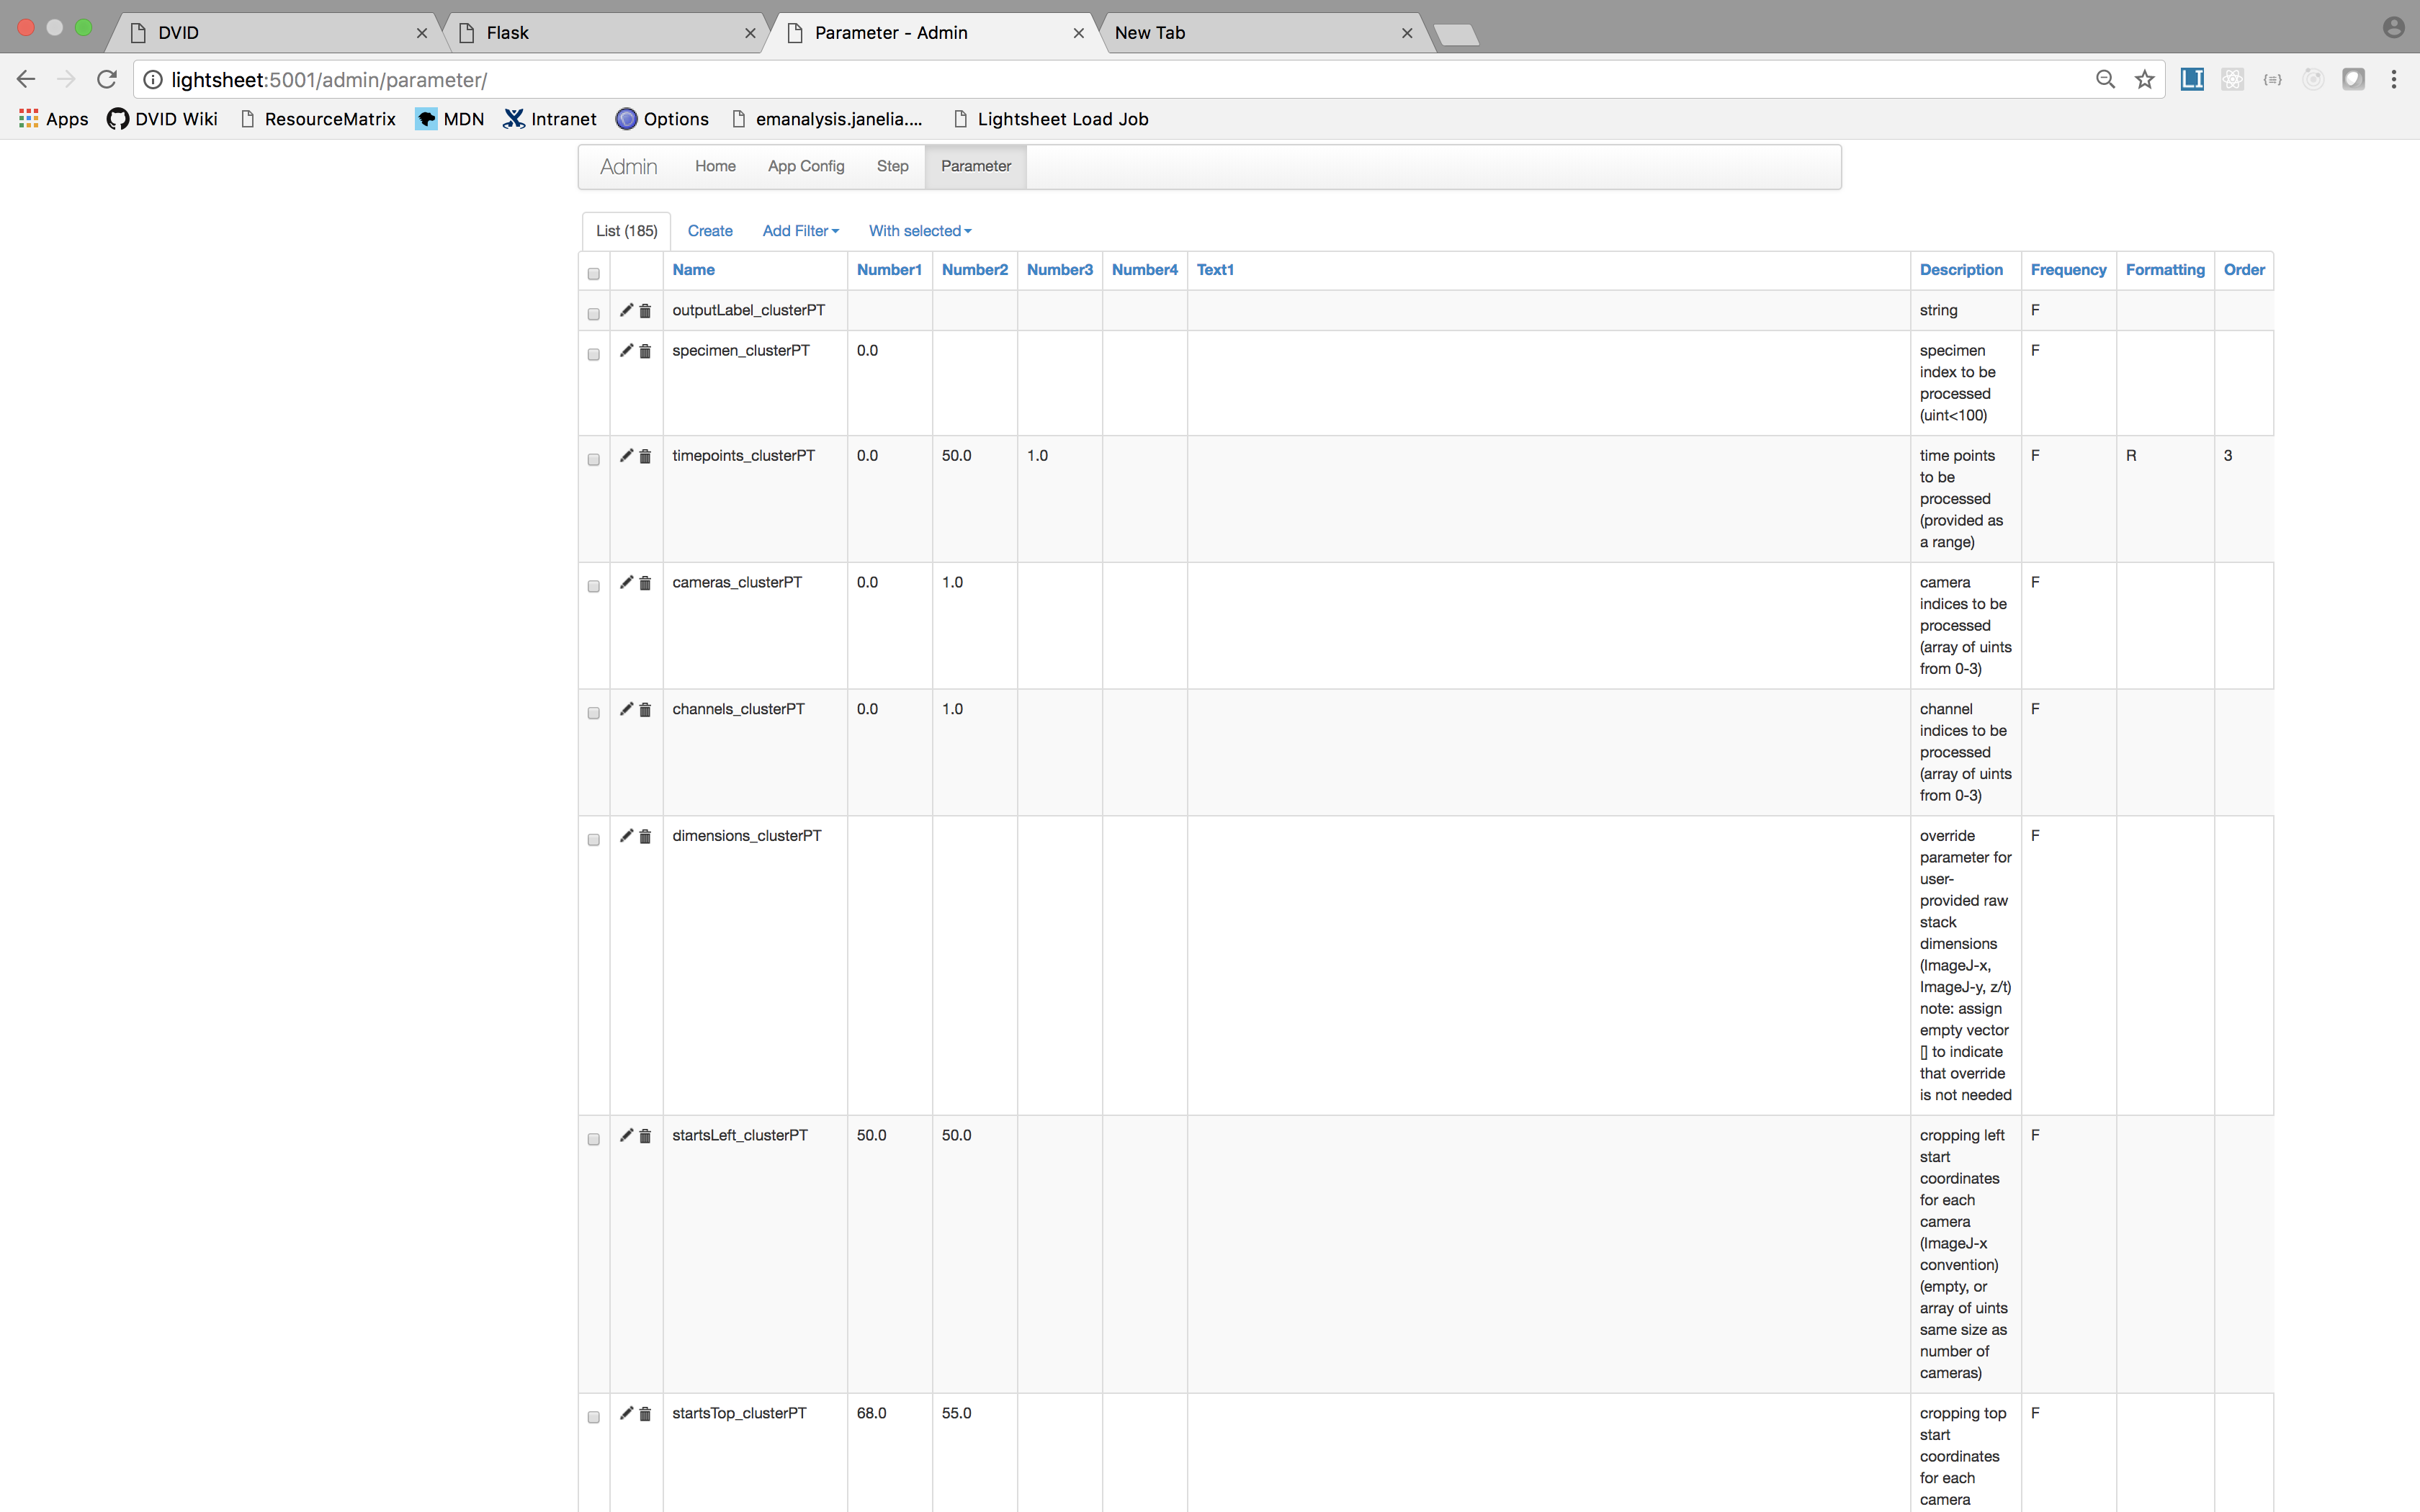 DVID
Flask
Parameter - Admin
New Tab
lightsheet:5001/admin/parameter/
Apps DVID Wiki ResourceMatrix MDN Intranet Options emanalysis.janelia.... Lightsheet Load Job
Admin Home App Config Step Parameter
List (185) Create Add Filter With selected
Name Number1 Number2 Number3 Number4 Text1 Description Frequency Formatting Order
outputLabel_clusterPT string F
specimen_clusterPT 0.0 specimen F
index to be
processed
(uint<100)
timepoints_clusterPT 0.0 50.0 1.0 time points F R 3
to be
processed
(provided as
a range)
cameras_clusterPT 0.0 1.0 camera F
indices to be
processed
(array of uints
from 0-3)
channels_clusterPT 0.0 1.0 channel F
indices to be
processed
(array of uints
from 0-3)
dimensions_clusterPT override F
parameter for
user-
provided raw
stack
dimensions
(ImageJ-x,
ImageJ-y, z/t)
note: assign
empty vector
[] to indicate
that override
is not needed
startsLeft_clusterPT 50.0 50.0 cropping left F
start
coordinates
for each
camera
(ImageJ-x
convention)
(empty, or
array of uints
same size as
number of
cameras)
startsTop_clusterPT 68.0 55.0 cropping top F
start
coordinates
for each
camera